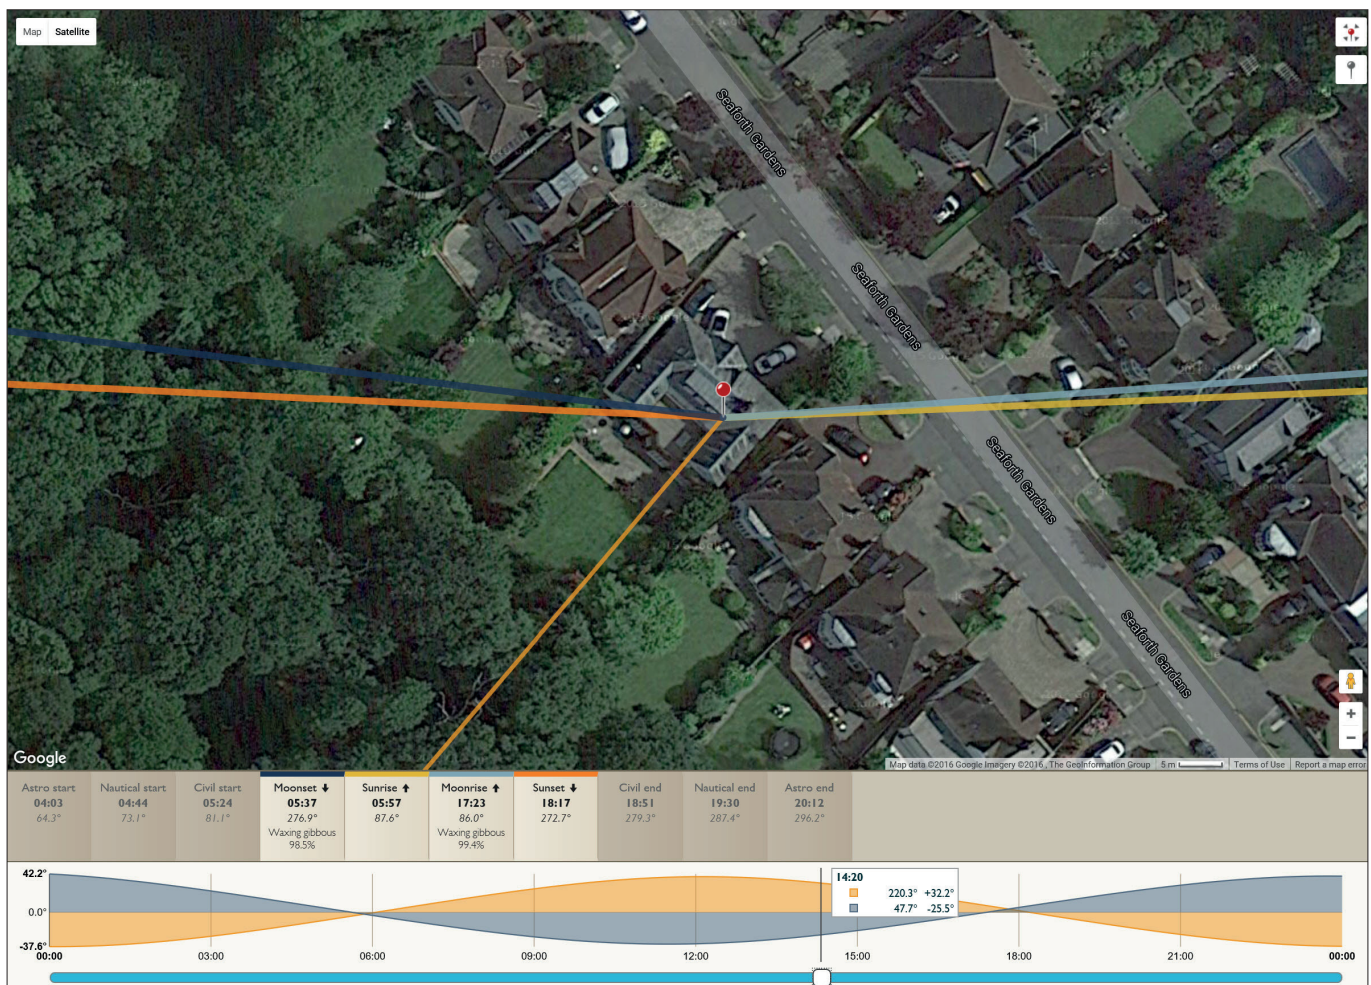 Map Satellite
Seaforth Gardens
Seaforth Gardens
Seaforth Gardens
Seaforth Gardens
Google
Map data ©2016 Google Imagery ©2016 , The GeoInformation Group 5 m Terms of Use Report a map error
Astro start
04:03
64.3°
Nautical start
04:44
73.1°
Civil start
05:24
81.1°
Moonset
05:37
276.9°
Waxing gibbous
98.5%
Sunrise
05:57
87.6°
Moonrise
17:23
86.0°
Waxing gibbous
99.4%
Sunset
18:17
272.7°
Civil end
18:51
279.3°
Nautical end
19:30
287.4°
Astro end
20:12
296.2°
42.2°
0.0°
-37.6°
14:20
220.3° +32.2°
47.7° -25.5°
00:00 03:00 06:00 09:00 12:00 15:00 18:00 21:00 00:00